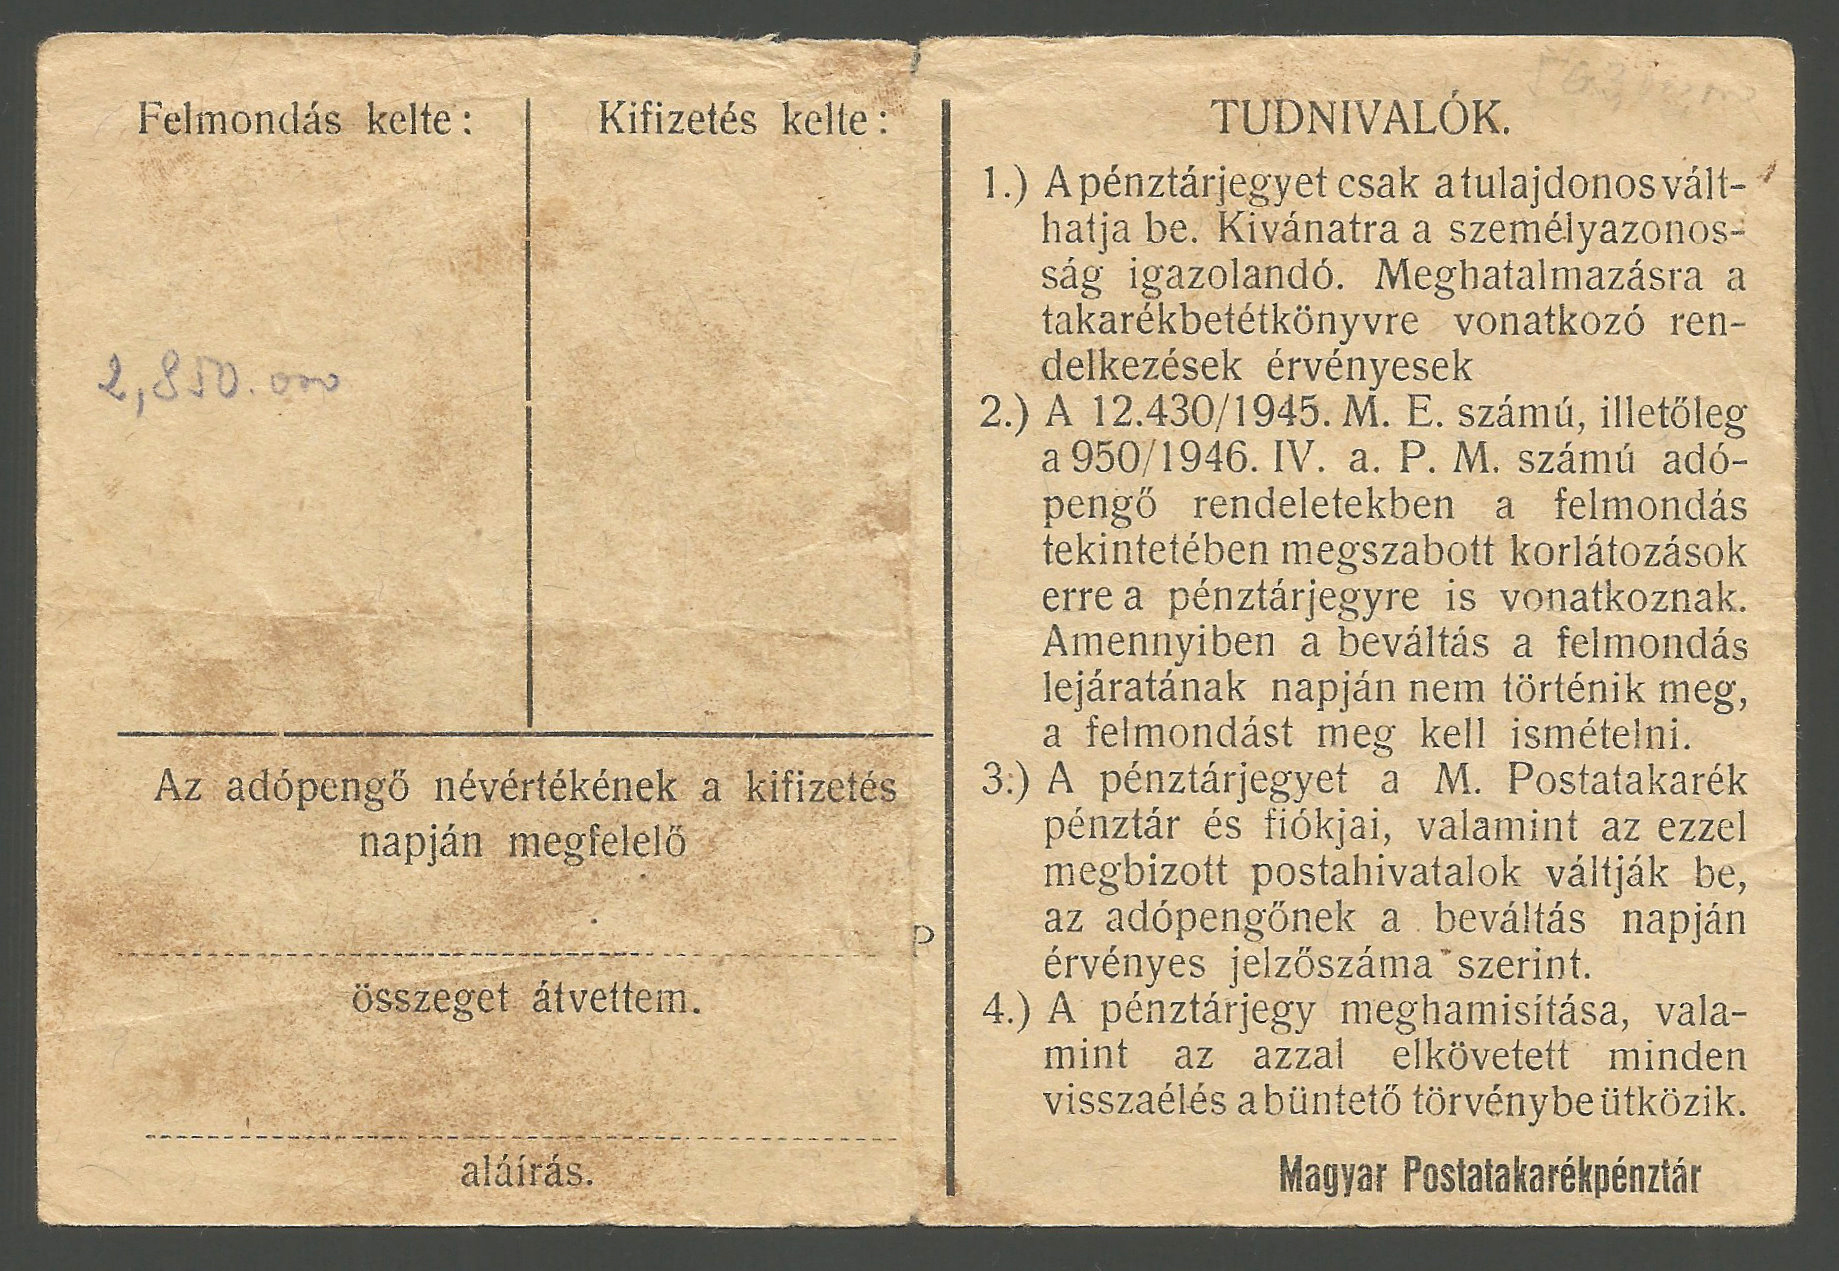 Felmondás kelte:
Kifizetés kelte:
2,850.000
Az adópengő névértékének a kifizetés
napján megfelelő
P
összeget átvettem.
aláírás.
TUDNIVALÓK.
1.) A pénztárjegyet csak a tulajdonos vált-
hatja be. Kivánatra a személyazonos-
ság igazolandó. Meghatalmazásra a
takarékbetétkönyvre vonatkozó ren-
delkezések érvényesek
2.) A 12.430/1945. M. E. számú, illetőleg
a 950/1946. IV. a. P. M. számú adó-
pengő rendeletekben a felmondás
tekintetében megszabott korlátozások
erre a pénztárjegyre is vonatkoznak.
Amennyiben a beváltás a felmondás
lejáratának napján nem történik meg,
a felmondást meg kell ismételni.
3.) A pénztárjegyet a M. Postatakarék
pénztár és fiókjai, valamint az ezzel
megbizott postahivatalok váltják be,
az adópengőnek a beváltás napján
érvényes jelzőszáma szerint.
4.) A pénztárjegy meghamisítása, vala-
mint az azzal elkövetett minden
visszaélés a büntető törvénybe ütközik.
Magyar Postatakarékpénztár